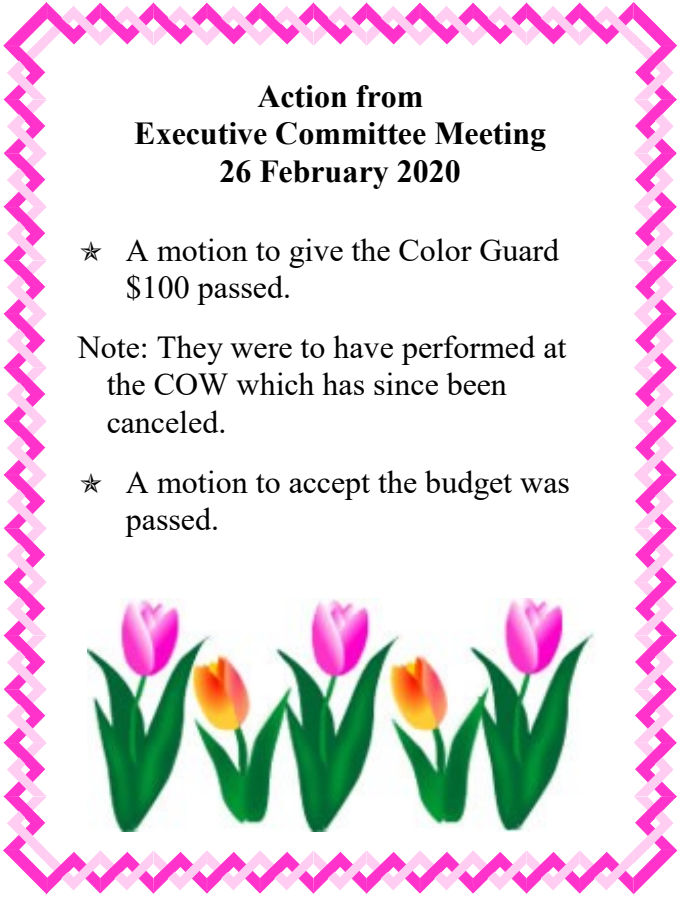 Action from
Executive Committee Meeting
26 February 2020
✯ A motion to give the Color Guard
$100 passed.
Note: They were to have performed at
the COW which has since been
canceled.
✯ A motion to accept the budget was
passed.